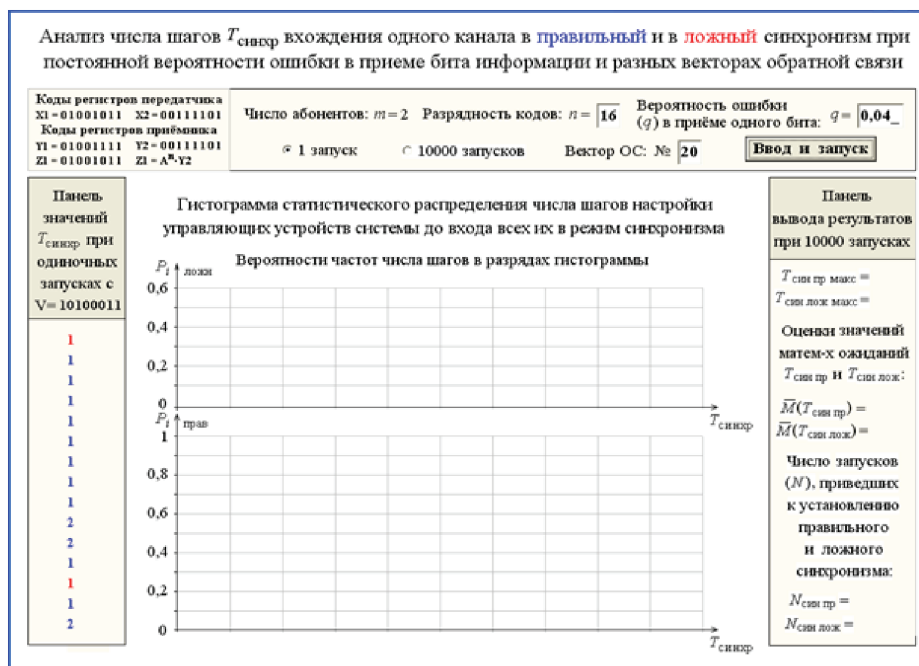 Анализ числа шагов Tсинхр вхождения одного канала в правильный и в ложный синхронизм при
постоянной вероятности ошибки в приеме бита информации и разных векторах обратной связи
Коды регистров передатчика
X1 = 01001011 X2 = 00111101
Коды регистров приёмника
Y1 = 01001111 Y2 = 00111101
Z1 = 01001011 Z1 = Aᴺ·Y2
Число абонентов: m = 2 Разрядность кодов: n = 16 Вероятность ошибки
(q) в приёме одного бита: q = 0,04_
1 запуск 10000 запусков Вектор ОС: № 20 Ввод и запуск
Панель
значений
Tсинхр при
одиночных
запусках с
V= 10100011
1
1
1
1
1
1
1
1
1
2
2
1
1
1
2
Гистограмма статистического распределения числа шагов настройки
управляющих устройств системы до входа всех их в режим синхронизма
Вероятности частот числа шагов в разрядах гистограммы
Pi ложн
0,6
0,4
0,2
0
Tсинхр
Pi прав
1
0,8
0,6
0,4
0,2
0
Tсинхр
Панель
вывода результатов
при 10000 запусках
Tсин пр макс =
Tсин лож макс =
Оценки значений
матем-х ожиданий
Tсин пр и Tсин лож:
M̅(Tсин пр) =
M̅(Tсин лож) =
Число запусков
(N), приведших
к установлению
правильного
и ложного
синхронизма:
Nсин пр =
Nсин лож =